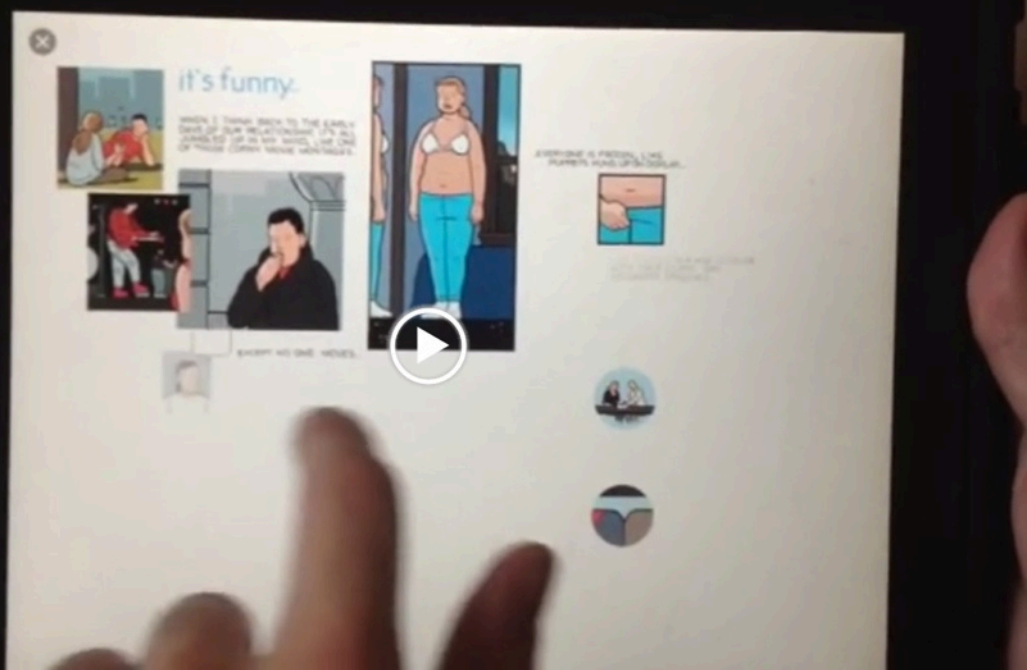 it's funny..
WHEN I THINK BACK TO THE EARLY
DAYS OF OUR RELATIONSHIP, IT'S ALL
JUMBLED UP IN MY MIND, LIKE ONE
OF THOSE CORNY MOVIE MONTAGES..
EXCEPT NO ONE MOVES..
EVERYONE IS FROZEN, LIKE
PUPPETS HUNG UP ON DISPLAY...